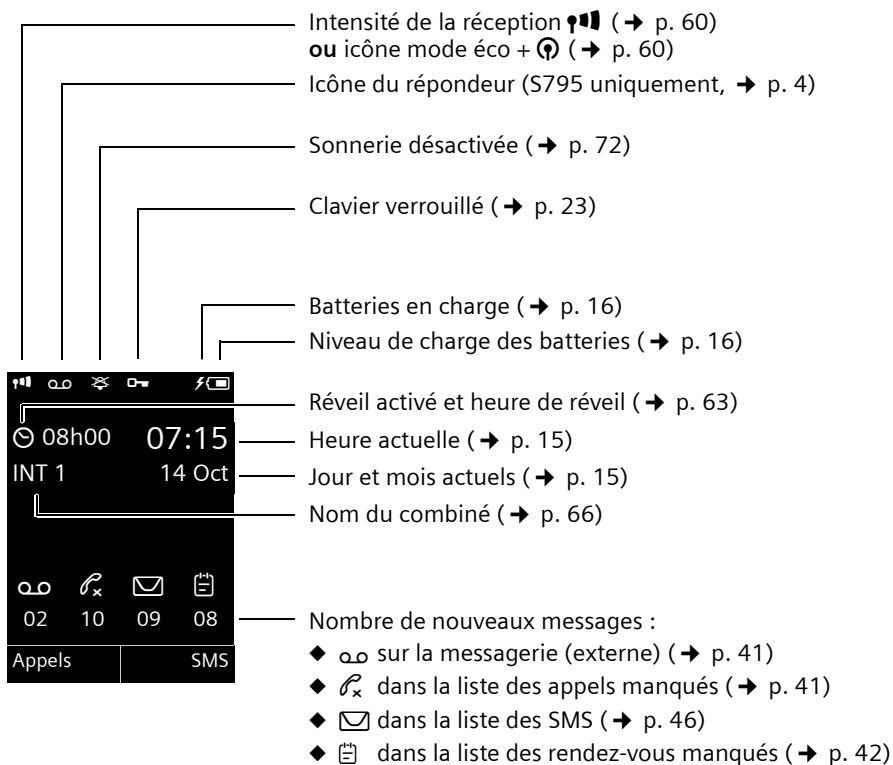 Intensité de la réception (➔ p. 60)
ou icône mode éco + (➔ p. 60)
Icône du répondeur (S795 uniquement, ➔ p. 4)
Sonnerie désactivée (➔ p. 72)
Clavier verrouillé (➔ p. 23)
Batteries en charge (➔ p. 16)
Niveau de charge des batteries (➔ p. 16)
Réveil activé et heure de réveil (➔ p. 63)
08h00 07:15
Heure actuelle (➔ p. 15)
INT 1 14 Oct
Jour et mois actuels (➔ p. 15)
Nom du combiné (➔ p. 66)
02 10 09 08
Nombre de nouveaux messages :
Appels SMS
◆ sur la messagerie (externe) (➔ p. 41)
◆ dans la liste des appels manqués (➔ p. 41)
◆ dans la liste des SMS (➔ p. 46)
◆ dans la liste des rendez-vous manqués (➔ p. 42)